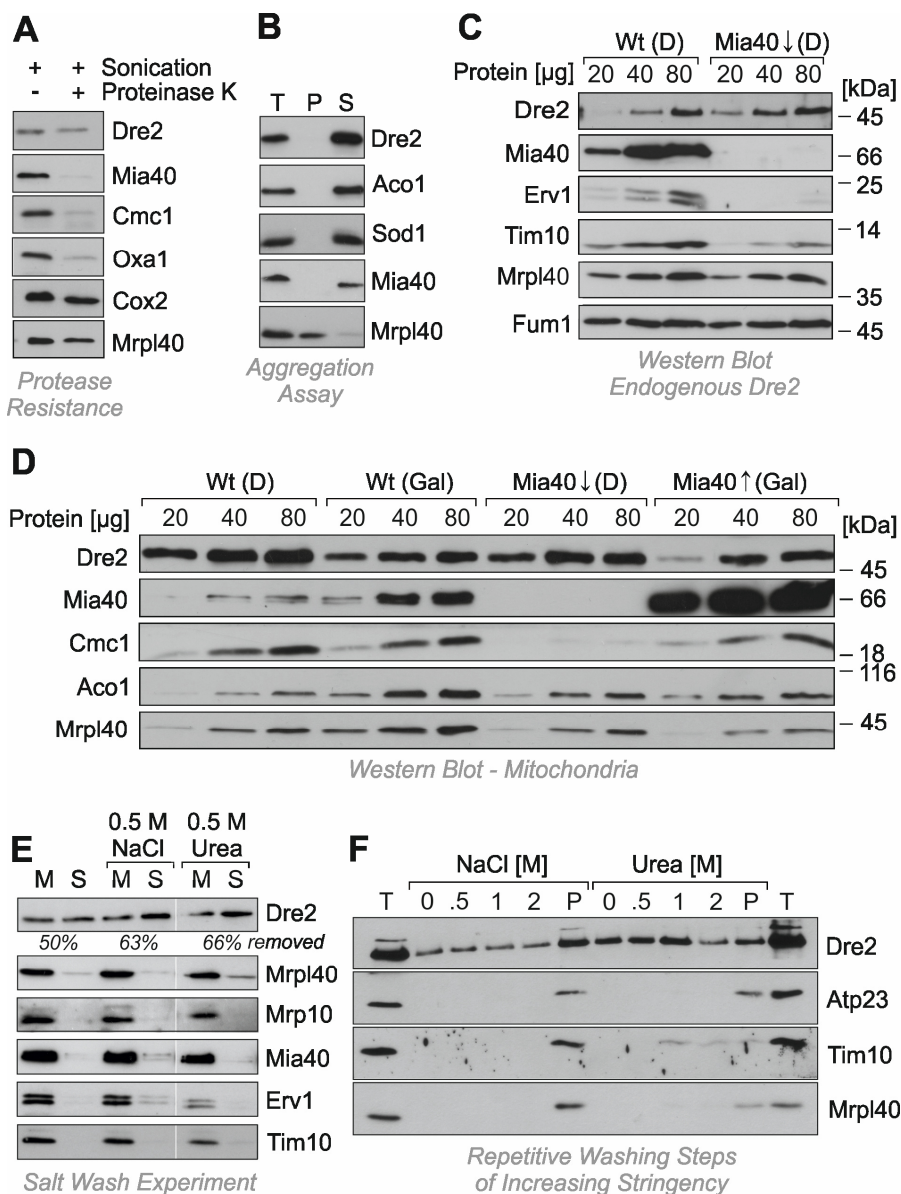 A
+ + Sonication
- + Proteinase K
Dre2
Mia40
Cmc1
Oxa1
Cox2
Mrpl40
Protease
Resistance
B
T P S
Dre2
Aco1
Sod1
Mia40
Mrpl40
Aggregation
Assay
C
Wt (D) Mia40↓(D)
Protein [µg] 20 40 80 20 40 80 [kDa]
Dre2 – 45
Mia40 – 66
Erv1 – 25
Tim10 – 14
Mrpl40 – 35
Fum1 – 45
Western Blot
Endogenous Dre2
D
Wt (D) Wt (Gal) Mia40↓(D) Mia40↑(Gal)
Protein [µg] 20 40 80 20 40 80 20 40 80 20 40 80 [kDa]
Dre2 – 45
Mia40 – 66
Cmc1 – 18
Aco1 – 116
Mrpl40 – 45
Western Blot - Mitochondria
E
0.5 M 0.5 M
NaCl Urea
M S M S M S
Dre2
50% 63% 66% removed
Mrpl40
Mrp10
Mia40
Erv1
Tim10
Salt Wash Experiment
F
NaCl [M] Urea [M]
T 0 .5 1 2 P 0 .5 1 2 P T
Dre2
Atp23
Tim10
Mrpl40
Repetitive Washing Steps
of Increasing Stringency